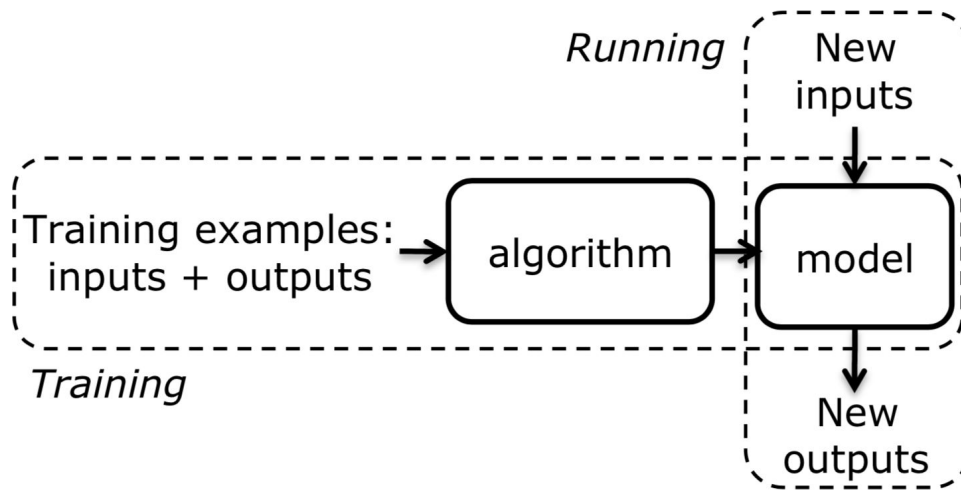 Running
New
inputs
Training examples:
inputs + outputs
algorithm
model
Training
New
outputs